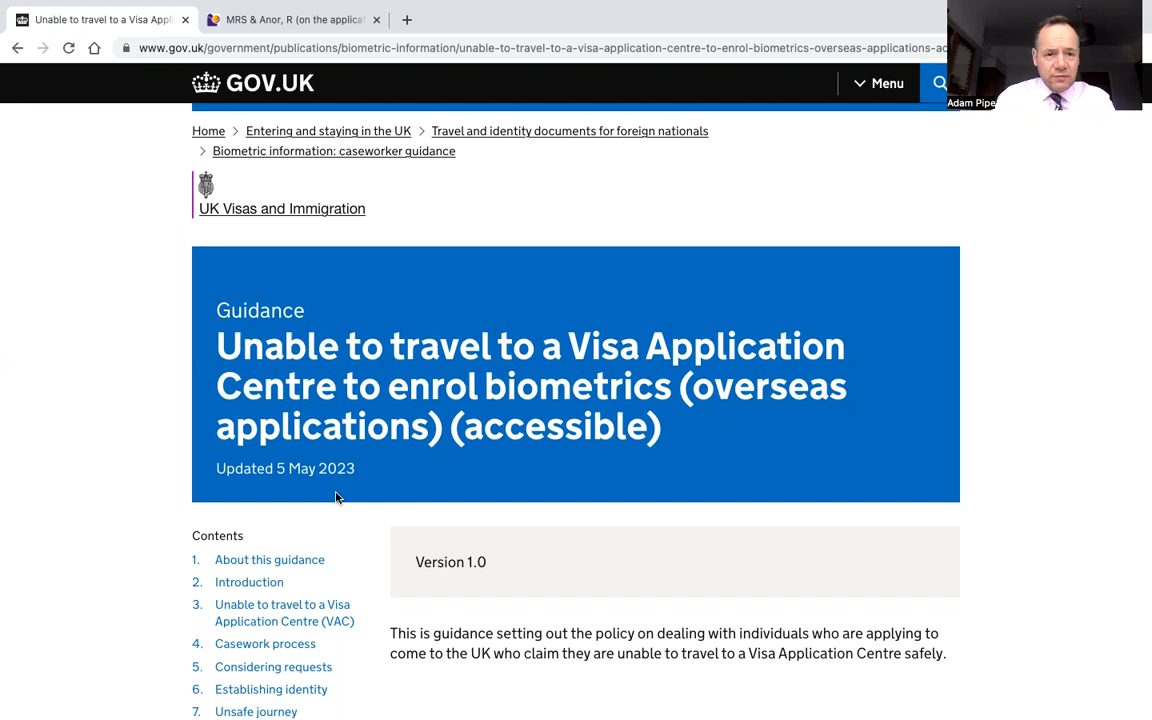 Unable to travel to a Visa Appli
MRS & Anor, R (on the applicat
www.gov.uk/government/publications/biometric-information/unable-to-travel-to-a-visa-application-centre-to-enrol-biometrics-overseas-applications-ac
GOV.UK
Menu
Adam Pipe
Home > Entering and staying in the UK > Travel and identity documents for foreign nationals
> Biometric information: caseworker guidance
UK Visas and Immigration
Guidance
Unable to travel to a Visa Application
Centre to enrol biometrics (overseas
applications) (accessible)
Updated 5 May 2023
Contents
1. About this guidance
2. Introduction
3. Unable to travel to a Visa
Application Centre (VAC)
4. Casework process
5. Considering requests
6. Establishing identity
7. Unsafe journey
Version 1.0
This is guidance setting out the policy on dealing with individuals who are applying to
come to the UK who claim they are unable to travel to a Visa Application Centre safely.